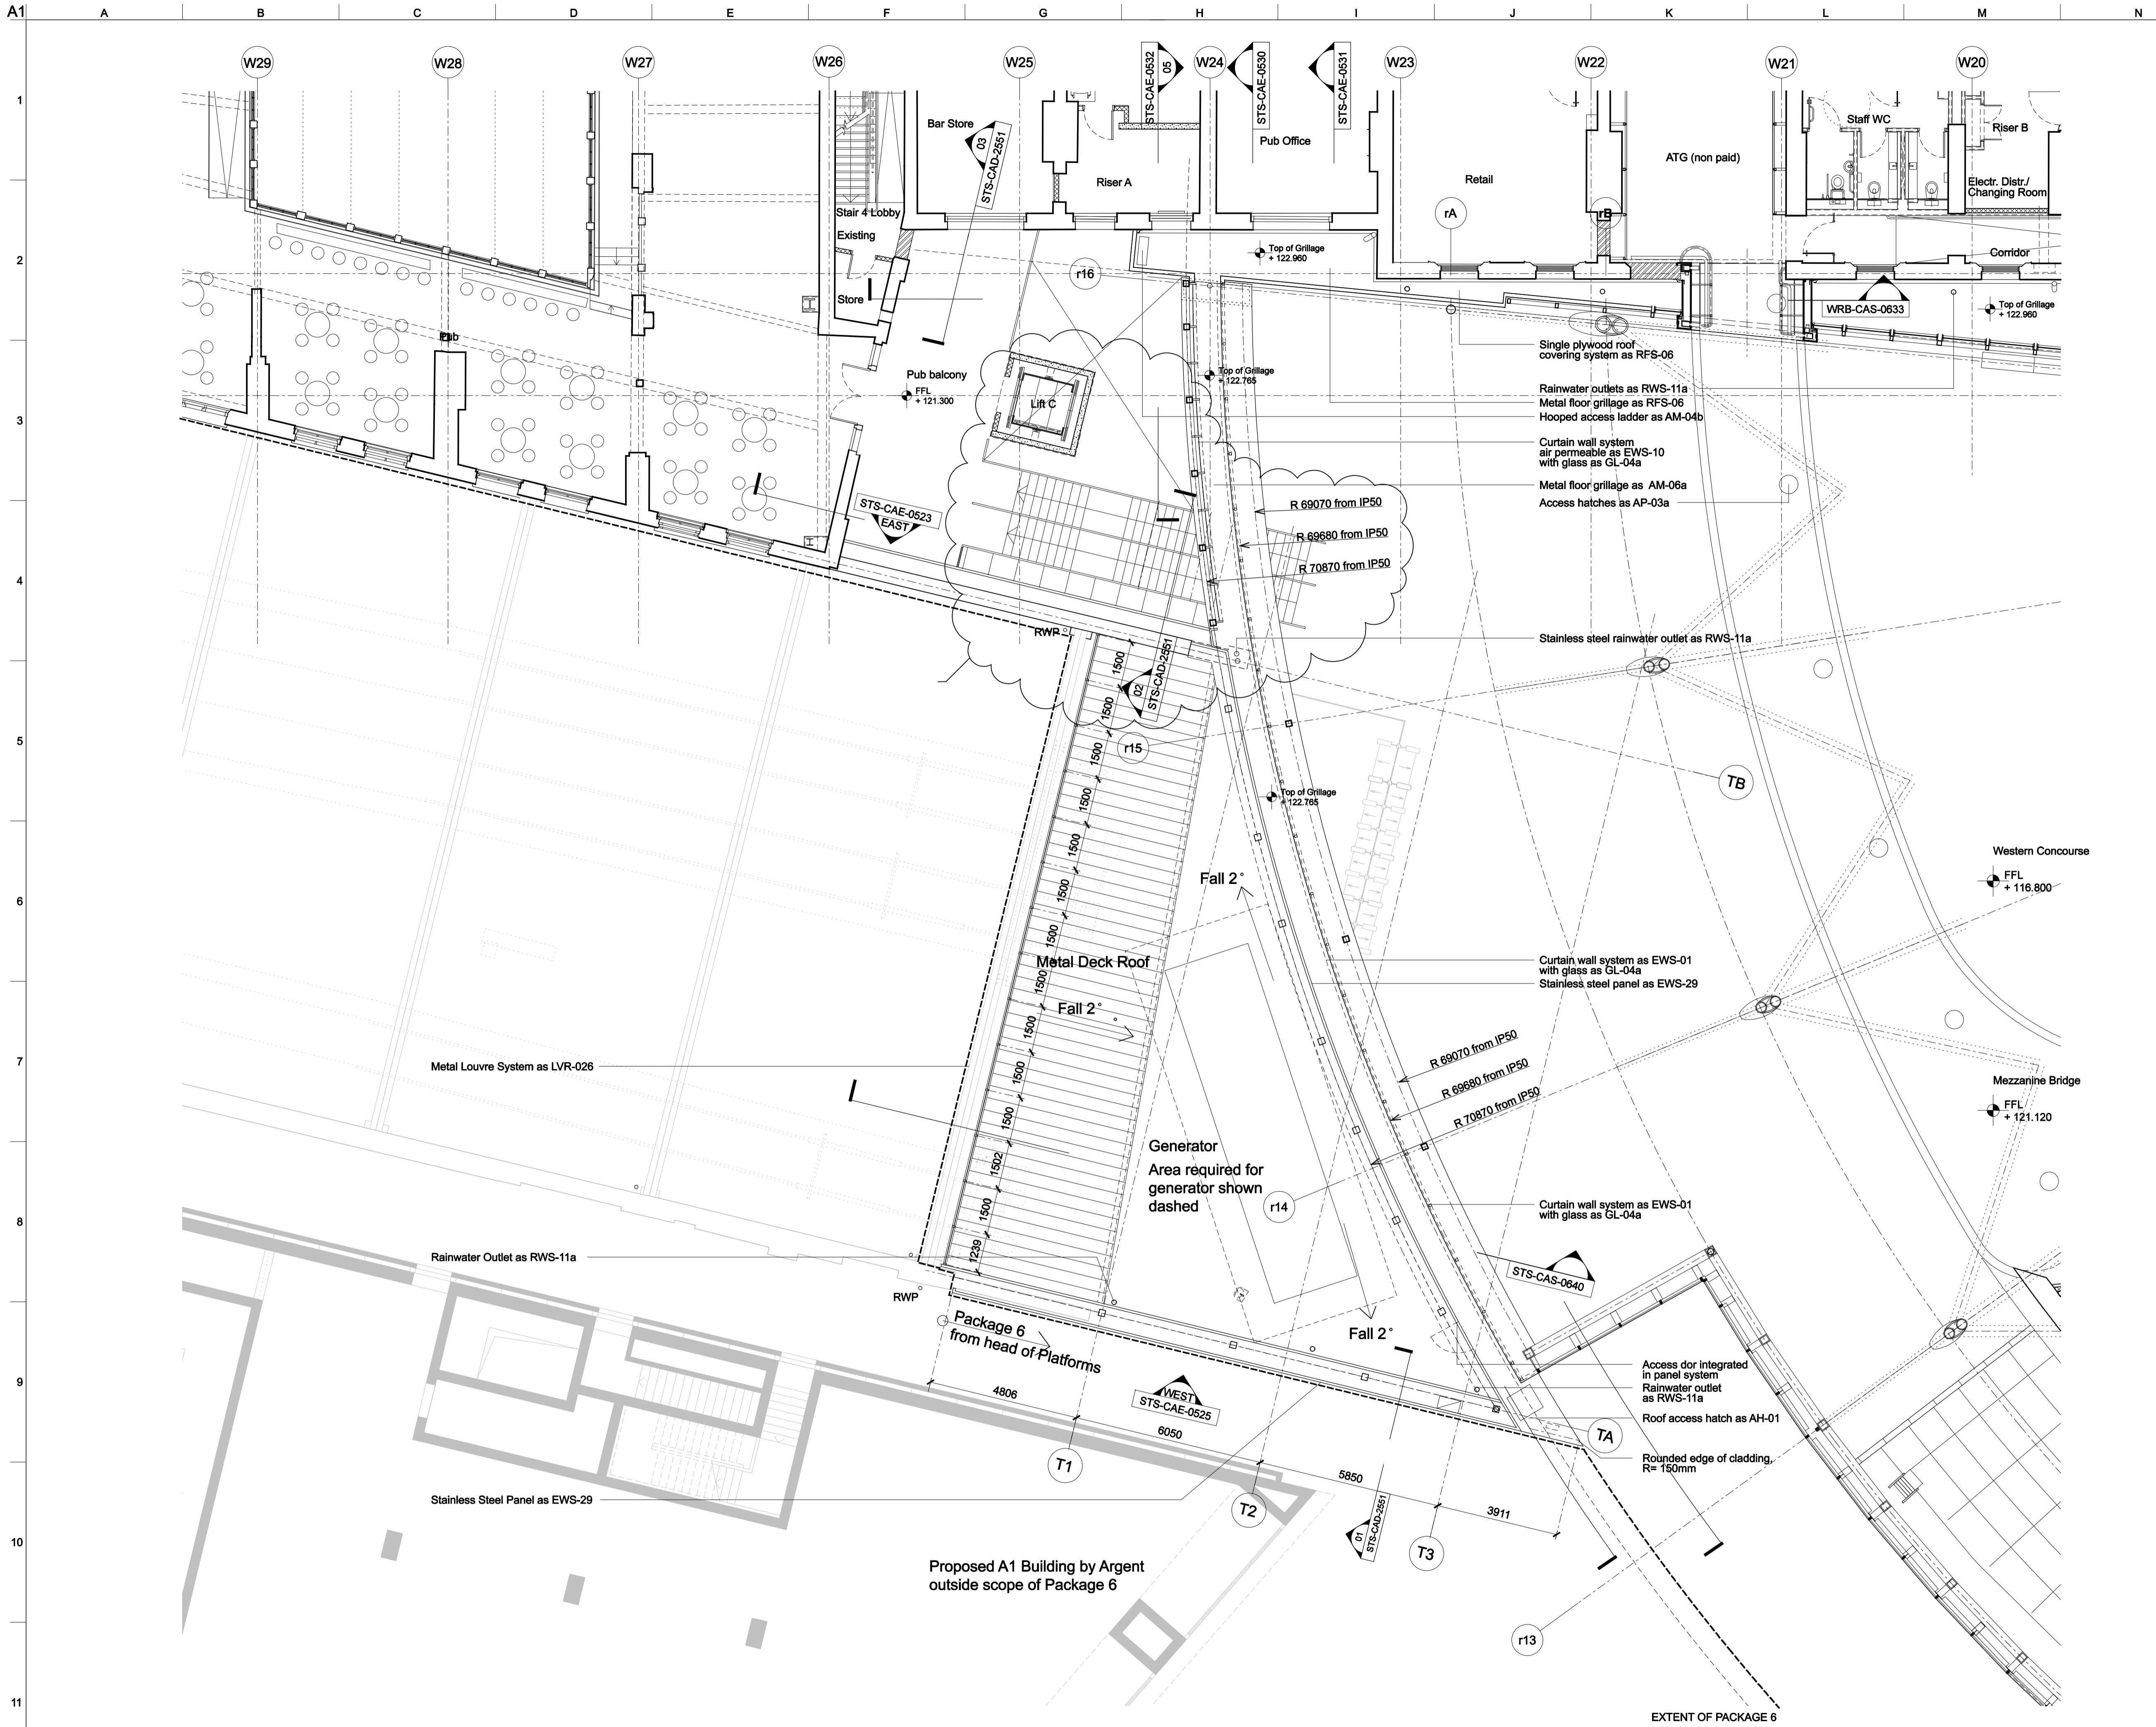 A1
A B C D E F G H I J K L M N
W29 W28 W27 W26 W25 W24 W23 W22 W21 W20
1
2
3
4
5
6
7
8
9
10
11
STS-CAE-0532
05
STS-CAE-0530
STS-CAE-0531
Bar Store
03
STS-CAD-2551
Pub Office
Riser A
Retail
ATG (non paid)
Staff WC
Riser B
Electr. Distr./
Changing Room
Corridor
Stair 4 Lobby
Existing
Store
rA
rB
r16
Top of Grillage
+ 122.960
WRB-CAS-0633
Top of Grillage
+ 122.960
Pub
Pub balcony
FFL
+ 121.300
Lift C
Top of Grillage
+ 122.765
Single plywood roof
covering system as RFS-06
Rainwater outlets as RWS-11a
Metal floor grillage as RFS-06
Hooped access ladder as AM-04b
Curtain wall system
air permeable as EWS-10
with glass as GL-04a
Metal floor grillage as AM-06a
Access hatches as AP-03a
STS-CAE-0523
EAST
R 69070 from IP50
R 69680 from IP50
R 70870 from IP50
RWP
Stainless steel rainwater outlet as RWS-11a
02
STS-CAD-2551
r15
TB
Top of Grillage
+ 122.765
1500
1500
1500
1500
1500
1500
1500
1500
1500
1500
1500
1502
1500
1239
Western Concourse
FFL
+ 116.800
Fall 2°
Metal Deck Roof
Fall 2°
Curtain wall system as EWS-01
with glass as GL-04a
Stainless steel panel as EWS-29
Metal Louvre System as LVR-026
R 69070 from IP50
R 69680 from IP50
R 70870 from IP50
Mezzanine Bridge
FFL
+ 121.120
Generator
Area required for
generator shown
dashed
r14
Curtain wall system as EWS-01
with glass as GL-04a
Rainwater Outlet as RWS-11a
STS-CAS-0640
RWP
Package 6
from head of Platforms
Fall 2°
Access dor integrated
in panel system
Rainwater outlet
as RWS-11a
Roof access hatch as AH-01
Rounded edge of cladding,
R= 150mm
4806
WEST
STS-CAE-0525
6050
5850
3911
TA
T1
T2
T3
01
STS-CAD-2551
Stainless Steel Panel as EWS-29
Proposed A1 Building by Argent
outside scope of Package 6
r13
EXTENT OF PACKAGE 6